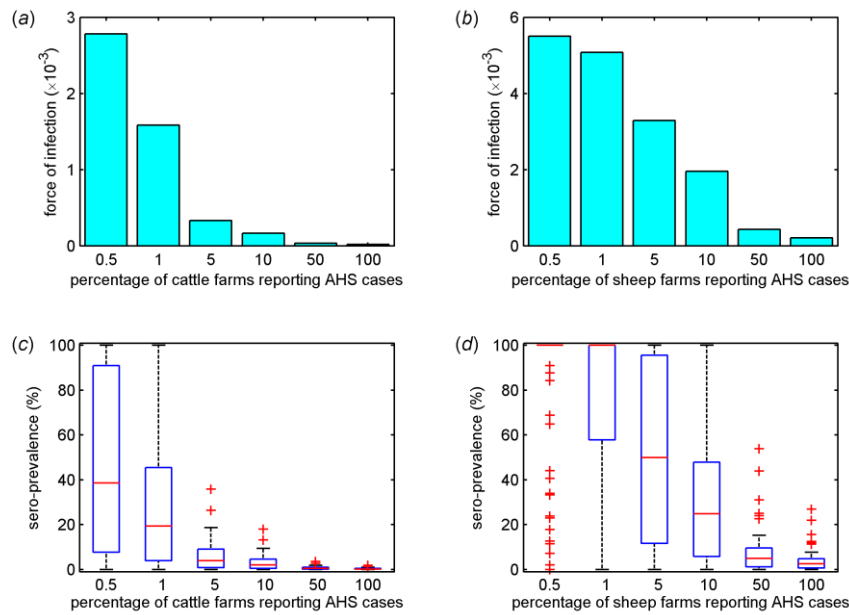 (a)
3
2
1
0
force of infection (×10⁻³)
0.5 1 5 10 50 100
percentage of cattle farms reporting AHS cases
(b)
6
4
2
0
force of infection (×10⁻³)
0.5 1 5 10 50 100
percentage of sheep farms reporting AHS cases
(c)
100
80
60
40
20
0
sero-prevalence (%)
0.5 1 5 10 50 100
percentage of cattle farms reporting AHS cases
(d)
100
80
60
40
20
0
sero-prevalence (%)
0.5 1 5 10 50 100
percentage of sheep farms reporting AHS cases